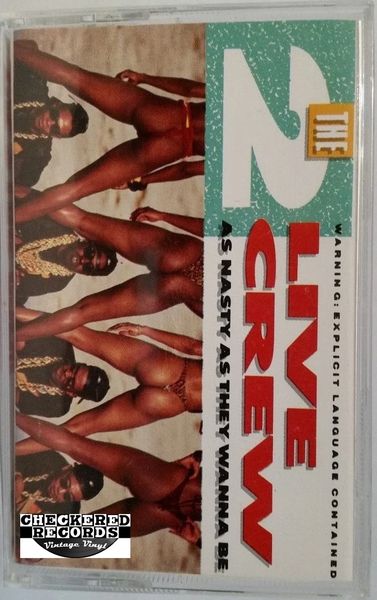 THE
2
LIVE
CREW
AS NASTY AS THEY WANNA BE
WARNING: EXPLICIT LANGUAGE CONTAINED
CHECKERED
RECORDS
Vintage Vinyl